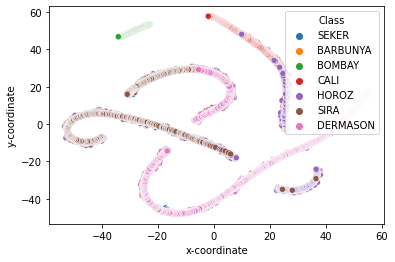 60
40
20
0
−20
−40
y-coordinate
−40
−20
0
20
40
60
x-coordinate
Class
SEKER
BARBUNYA
BOMBAY
CALI
HOROZ
SIRA
DERMASON